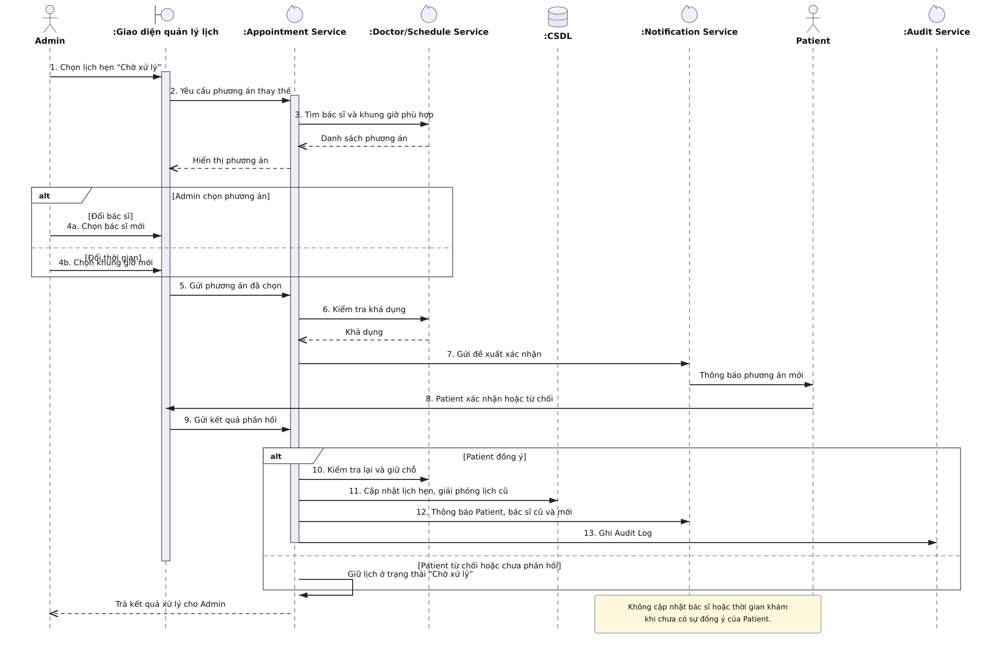 Admin
:Giao diện quản lý lịch
:Appointment Service
:Doctor/Schedule Service
:CSDL
:Notification Service
Patient
:Audit Service
1. Chọn lịch hẹn “Chờ xử lý”
2. Yêu cầu phương án thay thế
3. Tìm bác sĩ và khung giờ phù hợp
Danh sách phương án
Hiển thị phương án
alt
[Admin chọn phương án]
[Đổi bác sĩ]
4a. Chọn bác sĩ mới
[Đổi thời gian]
4b. Chọn khung giờ mới
5. Gửi phương án đã chọn
6. Kiểm tra khả dụng
Khả dụng
7. Gửi đề xuất xác nhận
Thông báo phương án mới
8. Patient xác nhận hoặc từ chối
9. Gửi kết quả phản hồi
alt
[Patient đồng ý]
10. Kiểm tra lại và giữ chỗ
11. Cập nhật lịch hẹn, giải phóng lịch cũ
12. Thông báo Patient, bác sĩ cũ và mới
13. Ghi Audit Log
[Patient từ chối hoặc chưa phản hồi]
Giữ lịch ở trạng thái “Chờ xử lý”
Trả kết quả xử lý cho Admin
Không cập nhật bác sĩ hoặc thời gian khám
khi chưa có sự đồng ý của Patient.